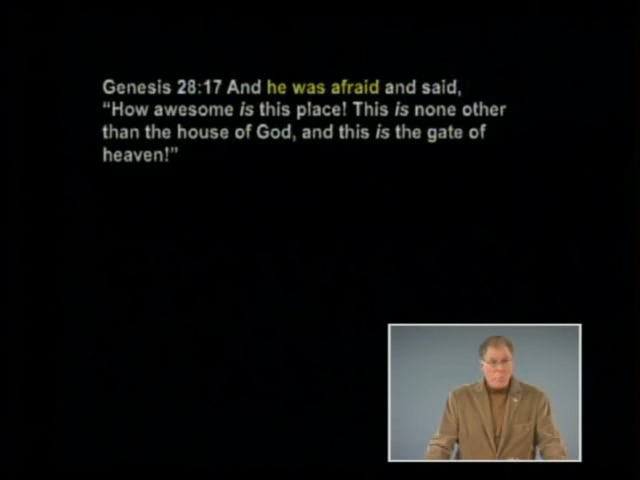 Genesis 28:17 And he was afraid and said,
“How awesome is this place! This is none other
than the house of God, and this is the gate of
heaven!”